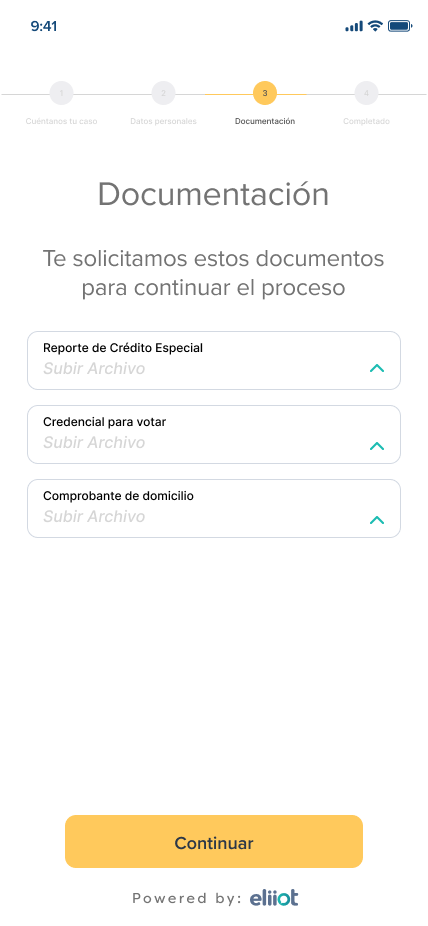 9:41
1 2 3 4
Cuéntanos tu caso Datos personales Documentación Completado
Documentación
Te solicitamos estos documentos
para continuar el proceso
Reporte de Crédito Especial
Subir Archivo
Credencial para votar
Subir Archivo
Comprobante de domicilio
Subir Archivo
Continuar
Powered by: eliiot